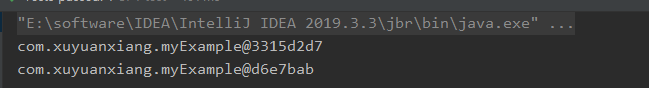 "E:\software\IDEA\IntelliJ IDEA 2019.3.3\jbr\bin\java.exe" ...
com.xuyuanxiang.myExample@3315d2d7
com.xuyuanxiang.myExample@d6e7bab